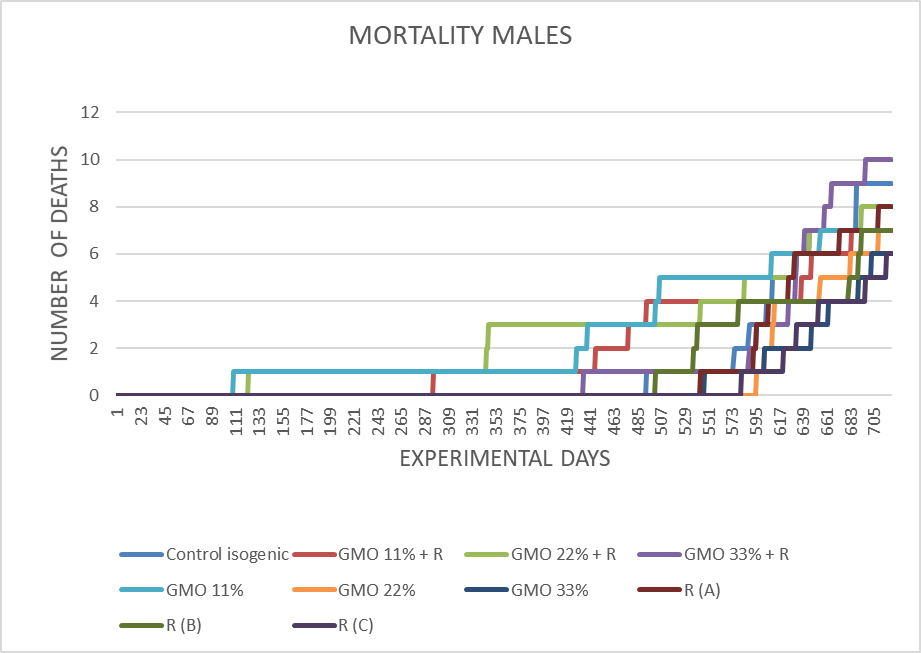 MORTALITY MALES
12
10
8
6
4
2
0
NUMBER OF DEATHS
1 23 45 67 89 111 133 155 177 199 221 243 265 287 309 331 353 375 397 419 441 463 485 507 529 551 573 595 617 639 661 683 705
EXPERIMENTAL DAYS
Control isogenic GMO 11% + R GMO 22% + R GMO 33% + R
GMO 11% GMO 22% GMO 33% R (A)
R (B) R (C)